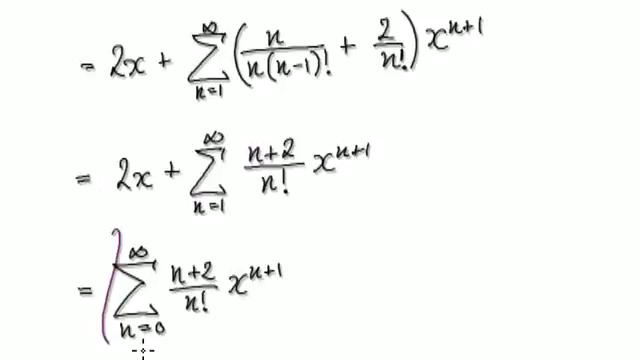 = 2x + ∞ ∑ n=1 ( n/n(n-1)! + 2/n! ) x^{n+1}
= 2x + ∞ ∑ n=1 n+2/n! x^{n+1}
= ( ∞ ∑ n=0 n+2/n! x^{n+1}